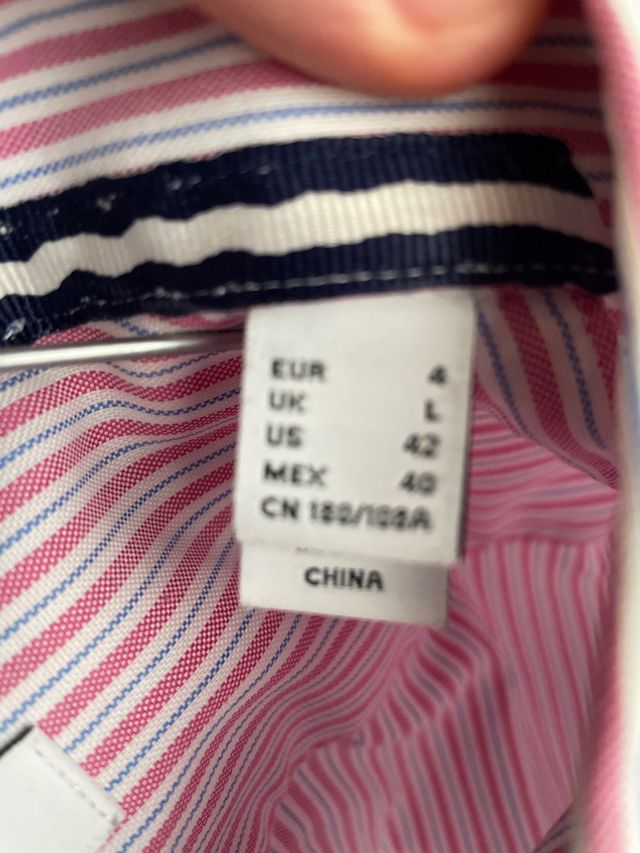 EUR 4
UK L
US 42
MEX 40
CN 180/108A
CHINA